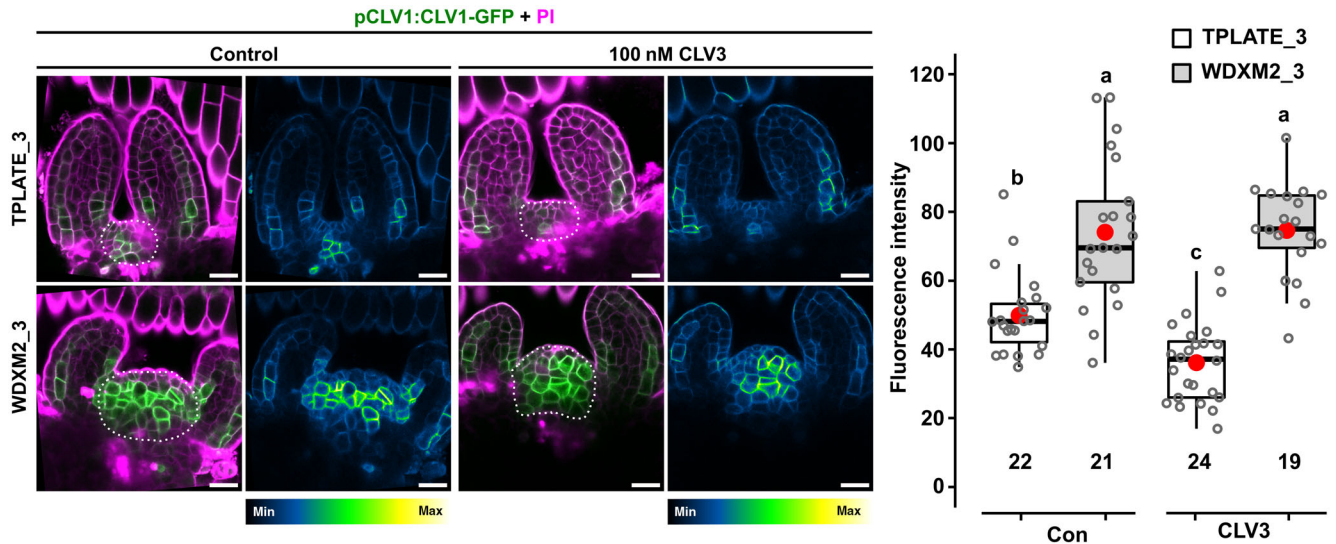 pCLV1:CLV1-GFP + PI
Control
100 nM CLV3
TPLATE_3
WDXM2_3
Min
Max
Min
Max
TPLATE_3
WDXM2_3
Fluorescence intensity
120
100
80
60
40
20
0
b
a
c
a
22
21
24
19
Con
CLV3